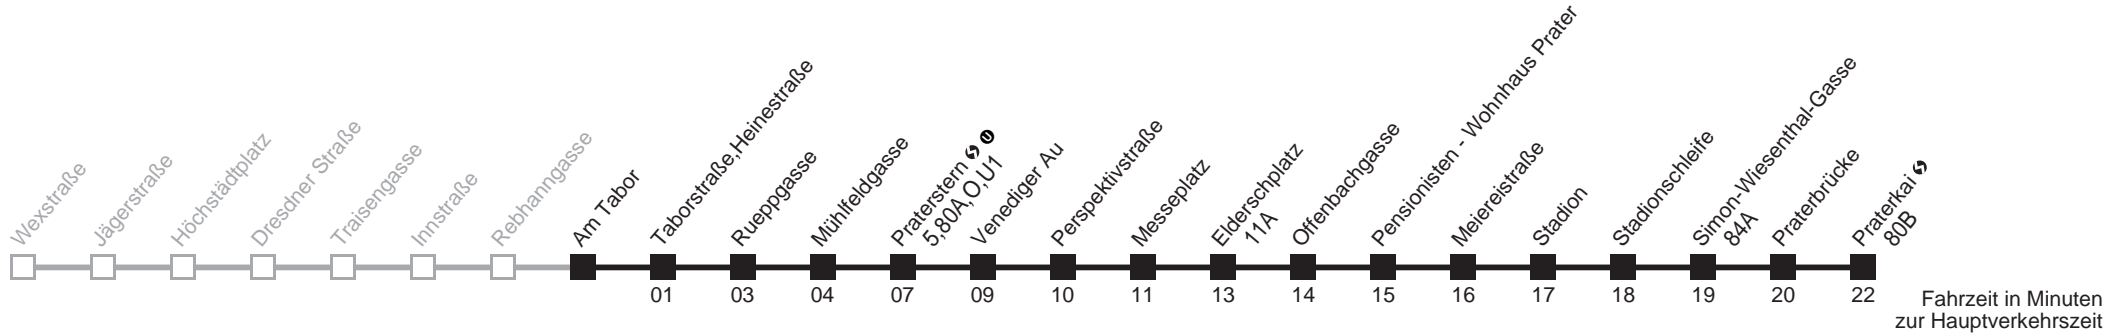 Wexstraße
Jägerstraße
Höchstädtplatz
Dresdner Straße
Traisengasse
Innstraße
Rebhanngasse
Am Tabor
Taborstraße,Heinestraße
Rueppgasse
Mühlfeldgasse
Praterstern S U
5,80A,O,U1
Venediger Au
Perspektivstraße
Messeplatz
Elderschplatz
11A
Offenbachgasse
Pensionisten - Wohnhaus Prater
Meiereistraße
Stadion
Stadionschleife
Simon-Wiesenthal-Gasse
84A
Praterbrücke
Praterkai S
80B
01 03 04 07 09 10 11 13 14 15 16 17 18 19 20 22
Fahrzeit in Minuten
zur Hauptverkehrszeit